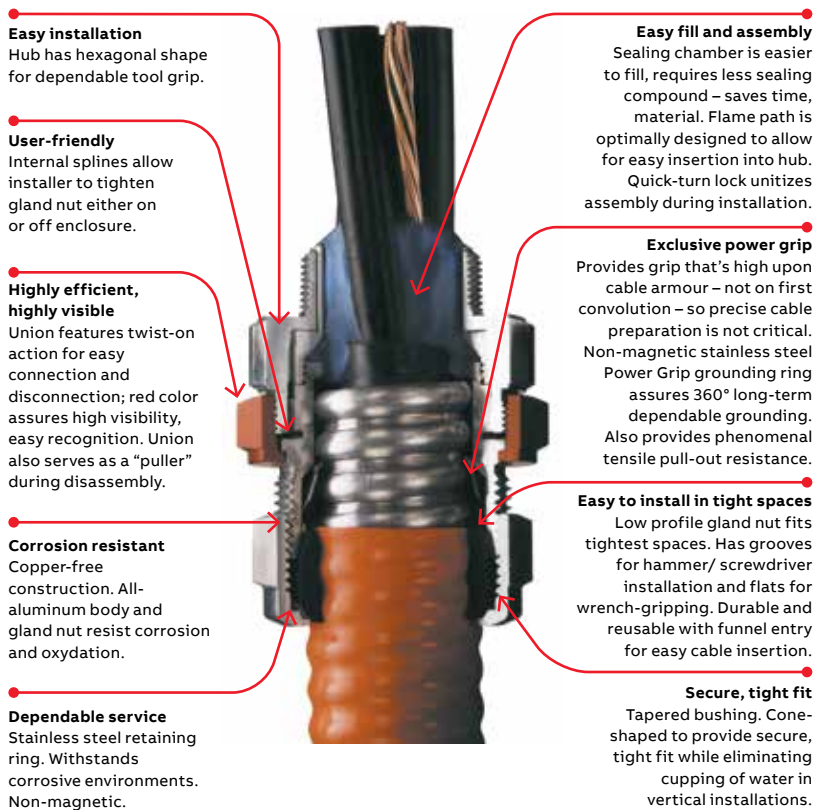 Easy installation
Hub has hexagonal shape
for dependable tool grip.
User-friendly
Internal splines allow
installer to tighten
gland nut either on
or off enclosure.
Highly efficient,
highly visible
Union features twist-on
action for easy
connection and
disconnection; red color
assures high visibility,
easy recognition. Union
also serves as a “puller”
during disassembly.
Corrosion resistant
Copper-free
construction. All-
aluminum body and
gland nut resist corrosion
and oxydation.
Dependable service
Stainless steel retaining
ring. Withstands
corrosive environments.
Non-magnetic.
Easy fill and assembly
Sealing chamber is easier
to fill, requires less sealing
compound – saves time,
material. Flame path is
optimally designed to allow
for easy insertion into hub.
Quick-turn lock unitizes
assembly during installation.
Exclusive power grip
Provides grip that’s high upon
cable armour – not on first
convolution – so precise cable
preparation is not critical.
Non-magnetic stainless steel
Power Grip grounding ring
assures 360° long-term
dependable grounding.
Also provides phenomenal
tensile pull-out resistance.
Easy to install in tight spaces
Low profile gland nut fits
tightest spaces. Has grooves
for hammer/ screwdriver
installation and flats for
wrench-gripping. Durable and
reusable with funnel entry
for easy cable insertion.
Secure, tight fit
Tapered bushing. Cone-
shaped to provide secure,
tight fit while eliminating
cupping of water in
vertical installations.